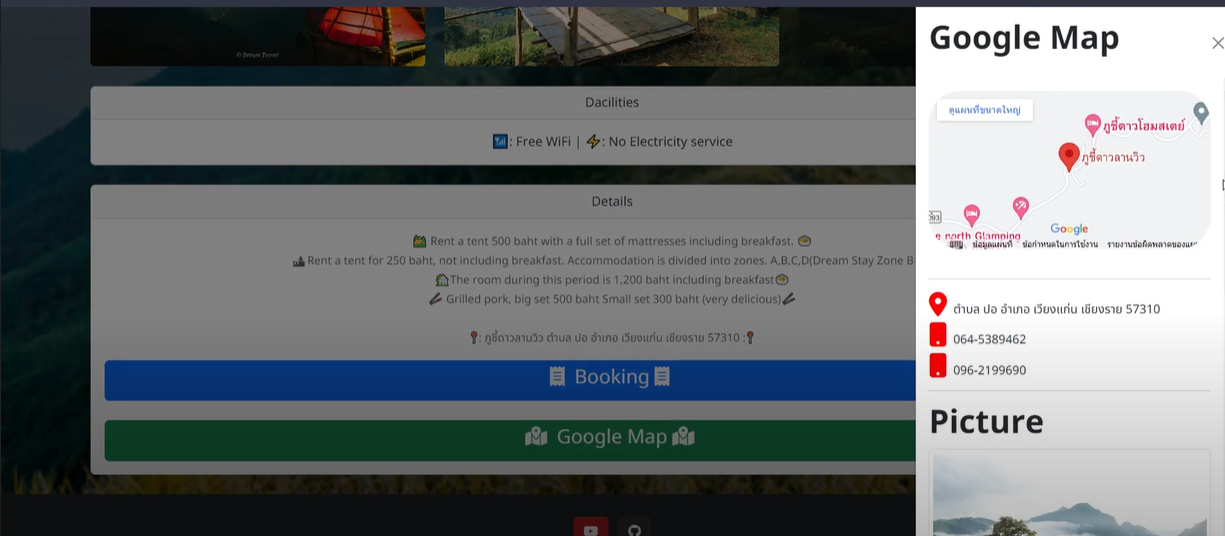 © Dream Travel
Dacilities
: Free WiFi | : No Electricity service
Details
Rent a tent 500 baht with a full set of mattresses including breakfast.
Rent a tent for 250 baht, not including breakfast. Accommodation is divided into zones. A,B,C,D(Dream Stay Zone B
The room during this period is 1,200 baht including breakfast
Grilled pork, big set 500 baht Small set 300 baht (very delicious)
: ภูชี้ดาวลานวิว ตำบล ปอ อำเภอ เวียงแก่น เชียงราย 57310 :
Booking
Google Map
Google Map
ดูแผนที่ขนาดใหญ่
ภูชี้ดาวโฮมสเตย์
ภูชี้ดาวลานวิว
e north Glamping
Google
ข้อมูลแผนที่ ข้อกำหนดในการใช้งาน รายงานข้อผิดพลาดของแผ
ตำบล ปอ อำเภอ เวียงแก่น เชียงราย 57310
064-5389462
096-2199690
Picture